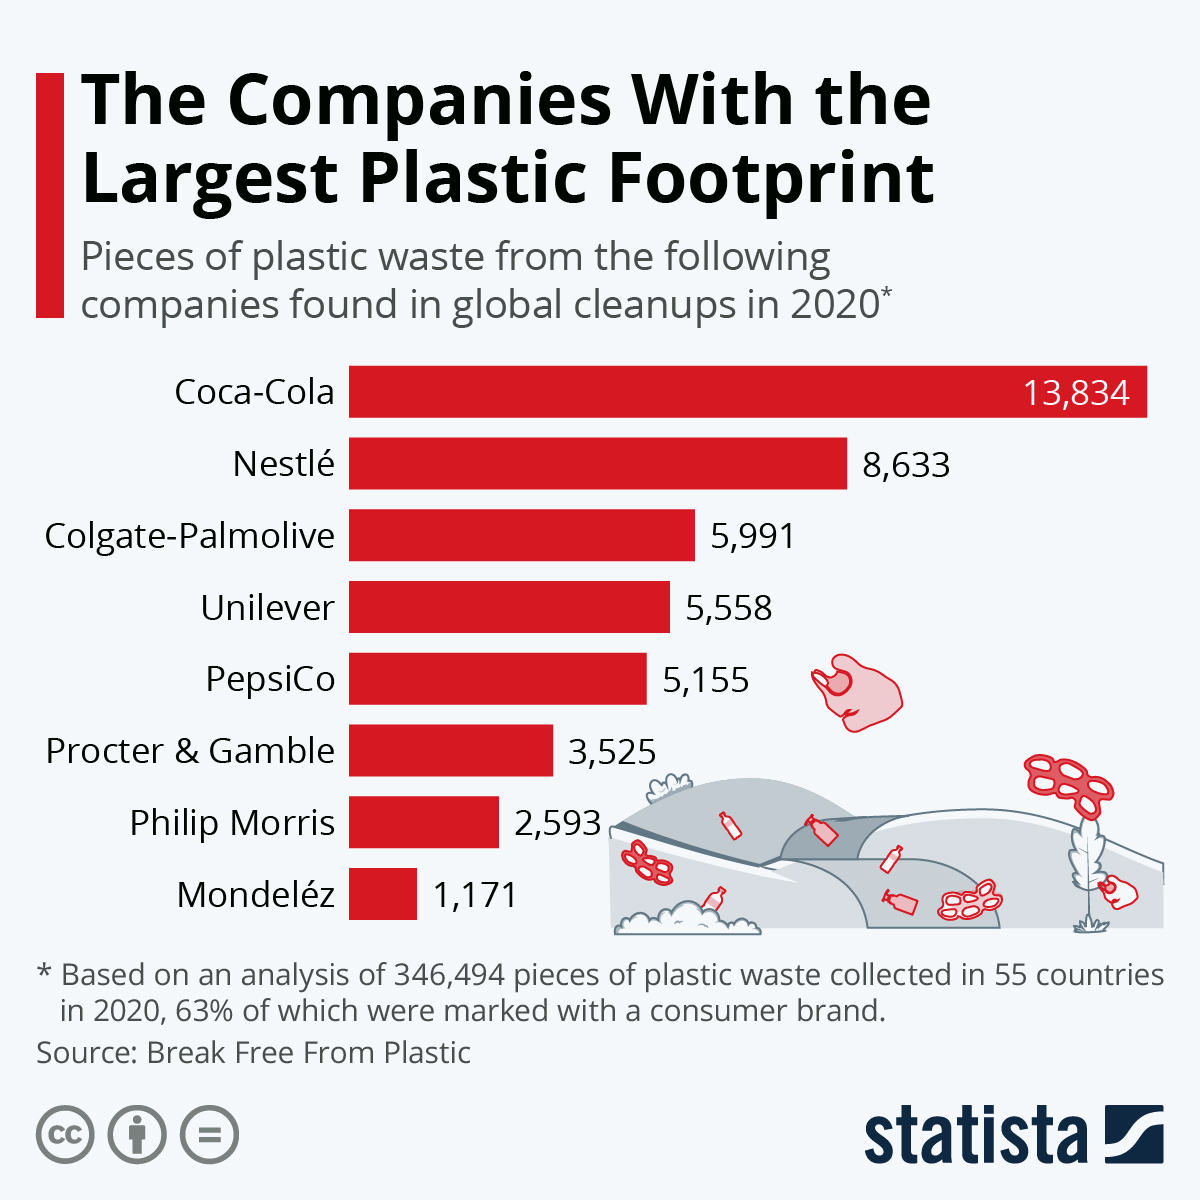 The Companies With the
Largest Plastic Footprint
Pieces of plastic waste from the following
companies found in global cleanups in 2020*
Coca-Cola 13,834
Nestlé 8,633
Colgate-Palmolive 5,991
Unilever 5,558
PepsiCo 5,155
Procter & Gamble 3,525
Philip Morris 2,593
Mondeléz 1,171
* Based on an analysis of 346,494 pieces of plastic waste collected in 55 countries
in 2020, 63% of which were marked with a consumer brand.
Source: Break Free From Plastic
cc
statista